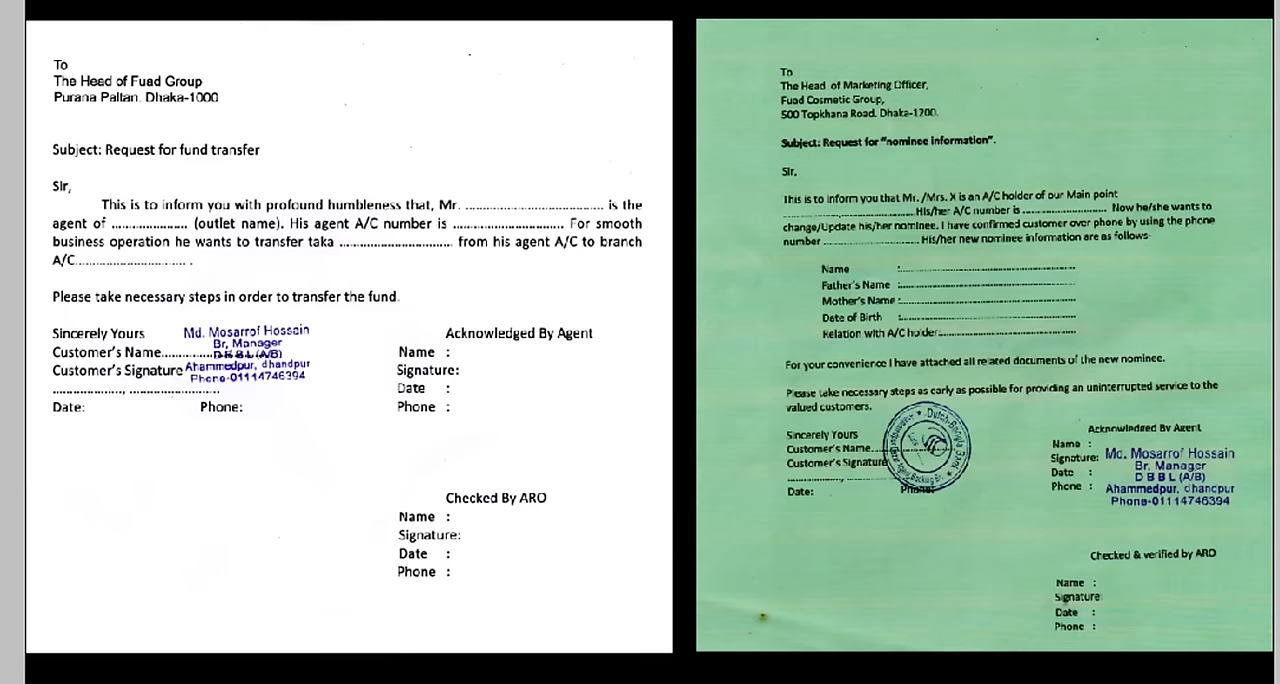 To
The Head of Fuad Group
Purana Paltan. Dhaka-1000
Subject: Request for fund transfer
Sir,
This is to inform you with profound humbleness that, Mr. .................................... is the
agent of .................... (outlet name). His agent A/C number is ............................. For smooth
business operation he wants to transfer taka .............................. from his agent A/C to branch
A/C.............................. .
Please take necessary steps in order to transfer the fund.
Sincerely Yours
Customer's Name..............
Customer's Signature
...................., ........................
Date: Phone:
Md. Mosarrof Hossain
Br, Manager
D B B L (A/B)
Ahammedpur, dhandpur
Phone-01114746394
Acknowledged By Agent
Name :
Signature:
Date :
Phone :
Checked By ARO
Name :
Signature:
Date :
Phone :
To
The Head of Marketing Officer,
Fuad Cosmetic Group,
500 Topkhana Road. Dhaka-1200.
Subject: Request for "nominee information".
Sir,
This is to inform you that Mr. /Mrs. X is an A/C holder of our Main point
..................................... His/her A/C number is ........................... Now he/she wants to
change/Update his/her nominee. I have confirmed customer over phone by using the phone
number .............................. His/her new nominee information are as follows
Name :..................................................
Father's Name :..................................................
Mother's Name :..................................................
Date of Birth :..................................................
Relation with A/C holder:........................................
For your convenience I have attached all related documents of the new nominee.
Please take necessary steps as early as possible for providing an uninterrupted service to the
valued customers.
Sincerely Yours
Customer's Name....
Customer's Signature
...................., ....................
Date: Phone:
Dutch-Bangla Bank
Acknowledged By Agent
Name :
Signature:
Date :
Phone :
Md. Mosarrof Hossain
Br, Manager
D B B L (A/B)
Ahammedpur, chancpur
Phone-01114746394
Checked & verified by ARO
Name :
Signature
Date :
Phone :